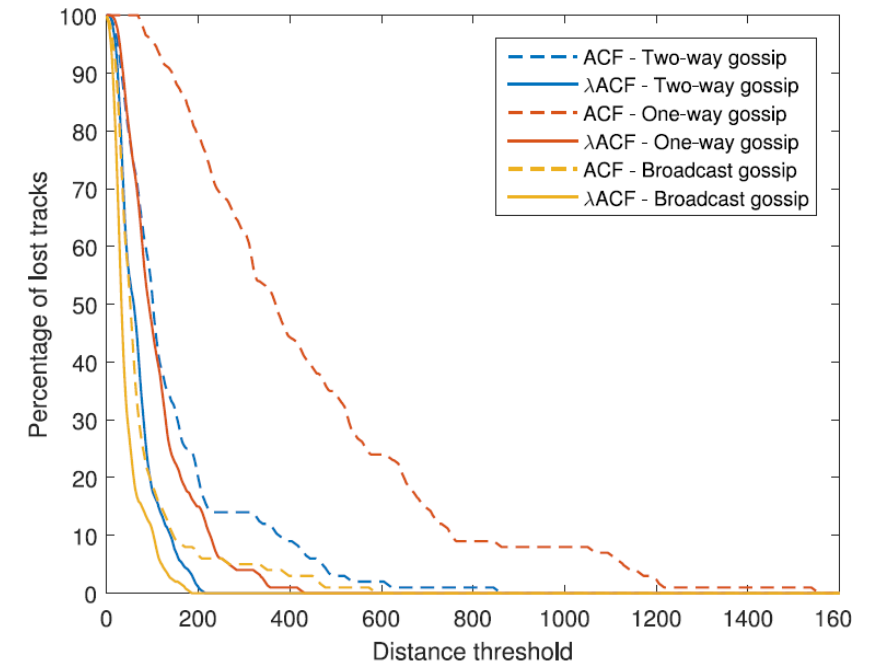 100
90
80
70
60
50
40
30
20
10
0
Percentage of lost tracks
ACF - Two-way gossip
λACF - Two-way gossip
ACF - One-way gossip
λACF - One-way gossip
ACF - Broadcast gossip
λACF - Broadcast gossip
0 200 400 600 800 1000 1200 1400 160
Distance threshold